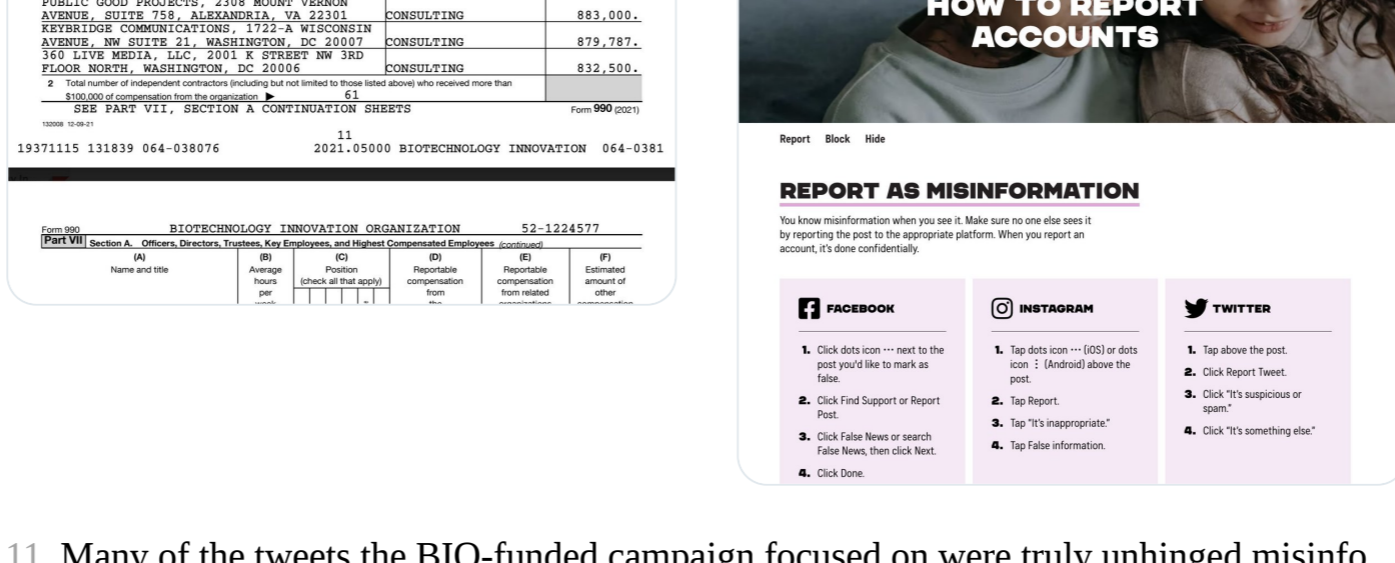 PUBLIC GOOD PROJECTS, 2308 MOUNT VERNON
AVENUE, SUITE 758, ALEXANDRIA, VA 22301 CONSULTING 883,000.
KEYBRIDGE COMMUNICATIONS, 1722-A WISCONSIN
AVENUE, NW SUITE 21, WASHINGTON, DC 20007 CONSULTING 879,787.
360 LIVE MEDIA, LLC, 2001 K STREET NW 3RD
FLOOR NORTH, WASHINGTON, DC 20006 CONSULTING 832,500.
2 Total number of independent contractors (including but not limited to those listed above) who received more than
$100,000 of compensation from the organization ▶ 61
SEE PART VII, SECTION A CONTINUATION SHEETS Form 990 (2021)
132008 12-09-21
11
19371115 131839 064-038076 2021.05000 BIOTECHNOLOGY INNOVATION 064-0381
Form 990 BIOTECHNOLOGY INNOVATION ORGANIZATION 52-1224577
Part VII Section A. Officers, Directors, Trustees, Key Employees, and Highest Compensated Employees (continued)
(A) (B) (C) (D) (E) (F)
Name and title Average Position Reportable Reportable Estimated
hours (check all that apply) compensation compensation amount of
per from from related other
week the organizations compensation
HOW TO REPORT
ACCOUNTS
Report Block Hide
REPORT AS MISINFORMATION
You know misinformation when you see it. Make sure no one else sees it
by reporting the post to the appropriate platform. When you report an
account, it's done confidentially.
FACEBOOK
1. Click dots icon ··· next to the
post you'd like to mark as
false.
2. Click Find Support or Report
Post.
3. Click False News or search
False News, then click Next.
4. Click Done.
INSTAGRAM
1. Tap dots icon ··· (iOS) or dots
icon ⋮ (Android) above the
post.
2. Tap Report.
3. Tap "It's inappropriate."
4. Tap False information.
TWITTER
1. Tap above the post.
2. Click Report Tweet.
3. Click "It's suspicious or
spam."
4. Click "It's something else."
11 Many of the tweets the BIO-funded campaign focused on were truly unhinged misinfo